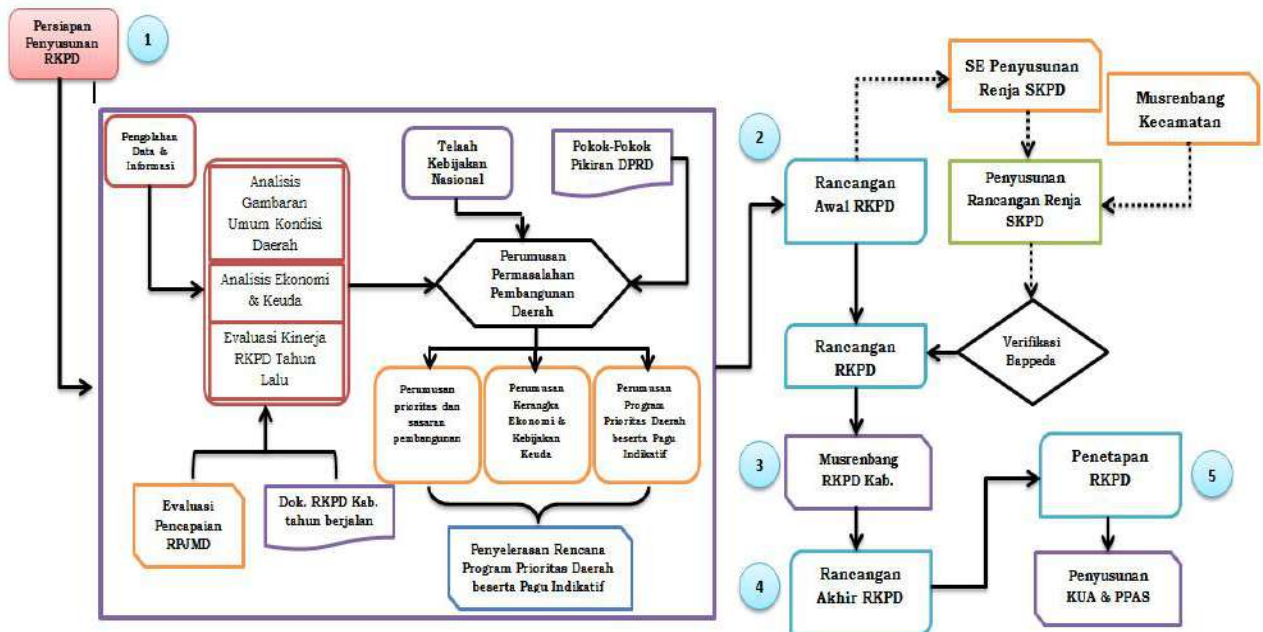 Persiapan
Penyusunan
RKPD
1
Pengolahan
Data &
Informasi
Analisis
Gambaran
Umum Kondisi
Daerah
Analisis Ekonomi
& Keuda
Evaluasi Kinerja
RKPD Tahun
Lalu
Evaluasi
Pencapaian
RPJMD
Dok. RKPD Kab.
tahun berjalan
Telaah
Kebijakan
Nasional
Pokok-Pokok
Pikiran DPRD
Perumusan
Permasalahan
Pembangunan
Daerah
Perumusan
prioritas dan
sasaran
pembangunan
Perumusan
Kerangka
Ekonomi &
Kebijakan
Keuda
Perumusan
Program
Prioritas Daerah
beserta Pagu
Indikatif
Penyelerasan Rencana
Program Prioritas Daerah
beserta Pagu Indikatif
2
Rancangan
Awal RKPD
SE Penyusunan
Renja SKPD
Musrenbang
Kecamatan
Penyusunan
Rancangan Renja
SKPD
Verifikasi
Bappeda
Rancangan
RKPD
3
Musrenbang
RKPD Kab.
4
Rancangan
Akhir RKPD
Penetapan
RKPD
5
Penyusunan
KUA & PPAS